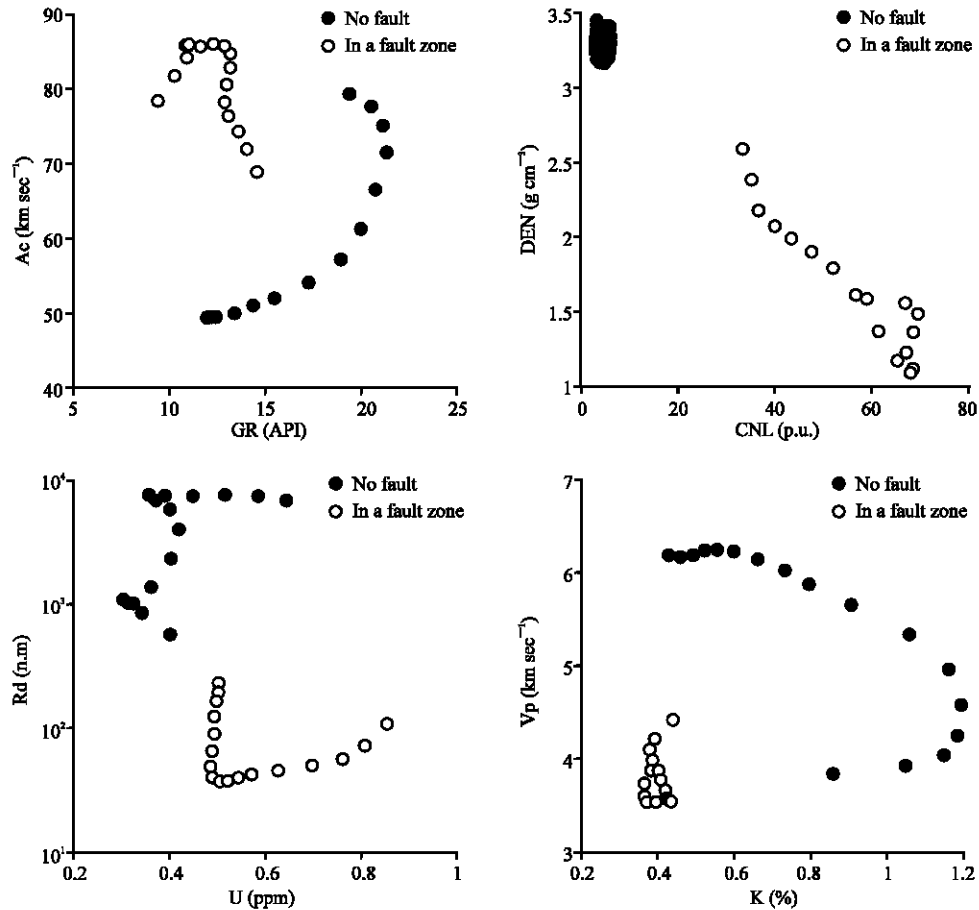 90
80
70
60
50
40
5
10
15
20
25
Ac (km sec⁻¹)
GR (API)
No fault
In a fault zone
3.5
3
2.5
2
1.5
1
0
20
40
60
80
DEN (g cm⁻¹)
CNL (p.u.)
No fault
In a fault zone
10⁴
10³
10²
10¹
0.2
0.4
0.6
0.8
1
Rd (n.m)
U (ppm)
No fault
In a fault zone
7
6
5
4
3
0.2
0.4
0.6
0.8
1
1.2
Vp (km sec⁻¹)
K (%)
No fault
In a fault zone